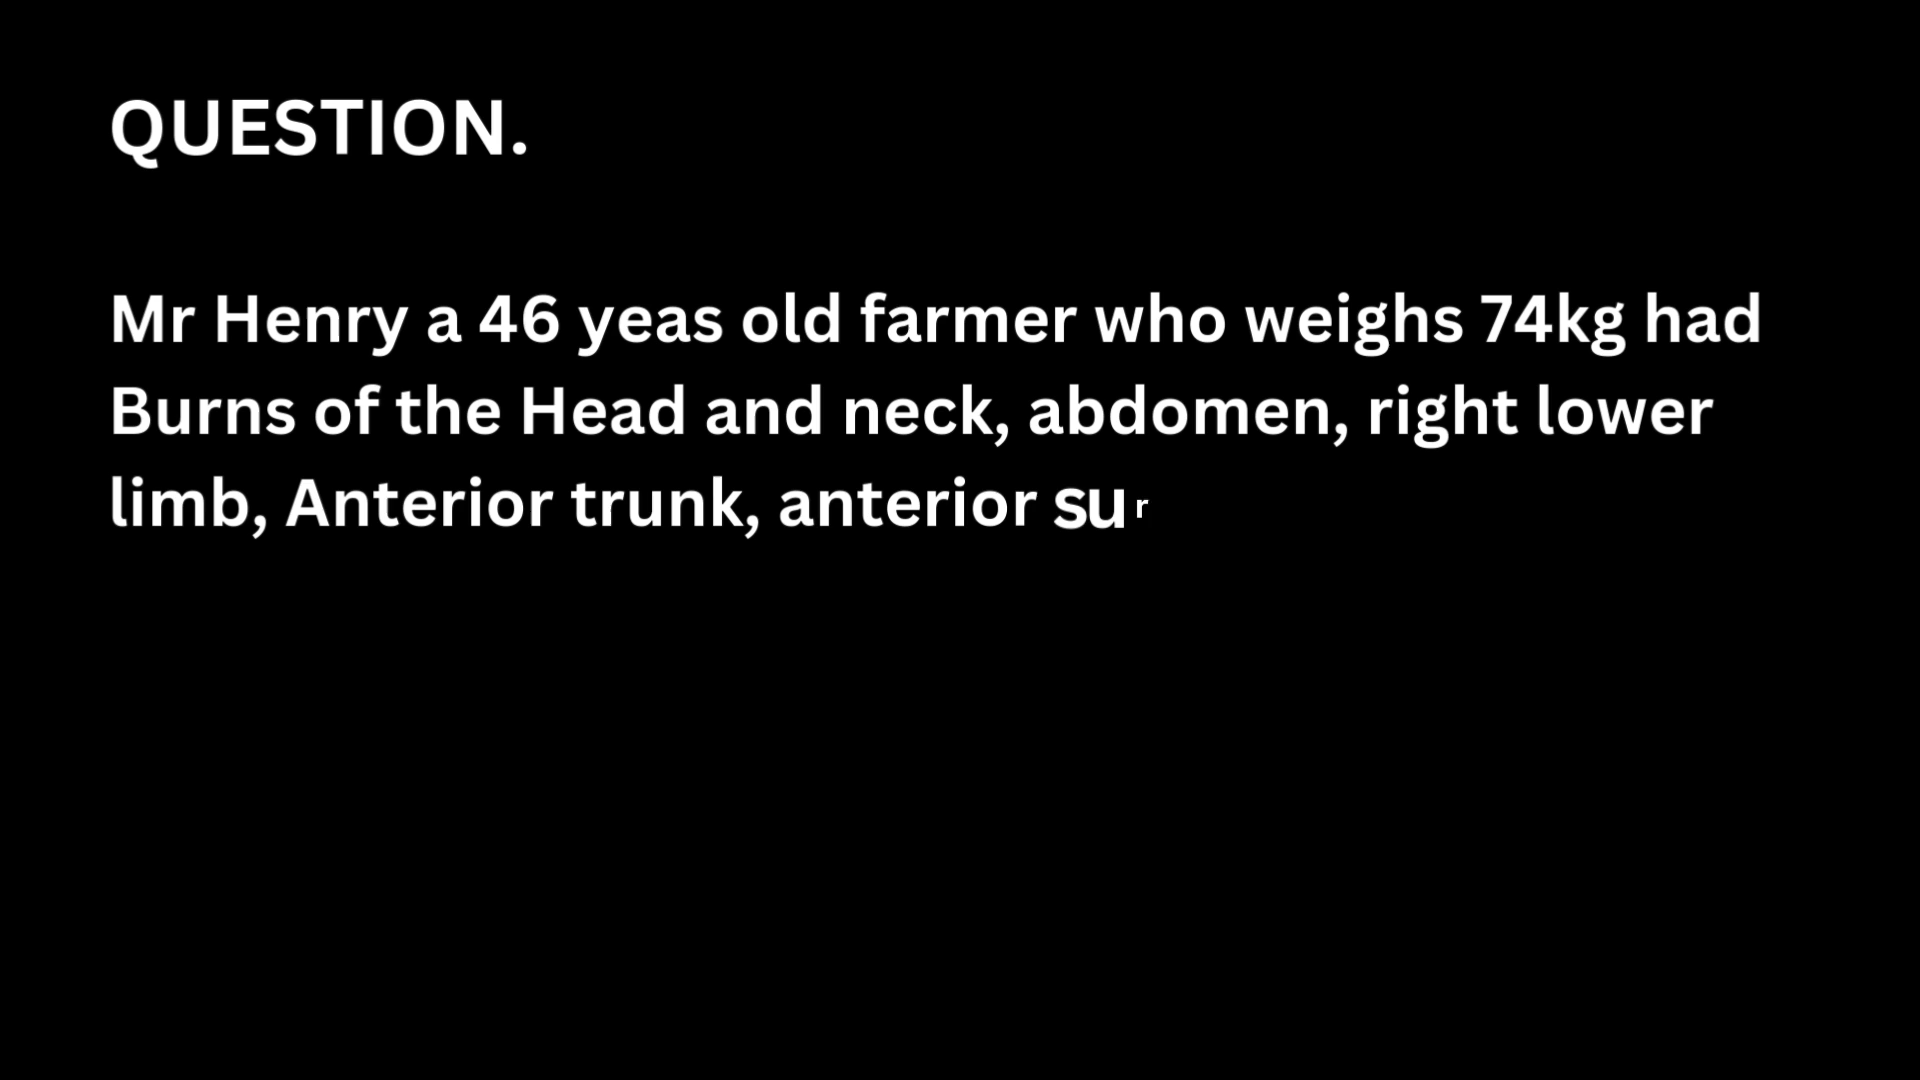 QUESTION.
Mr Henry a 46 yeas old farmer who weighs 74kg had
Burns of the Head and neck, abdomen, right lower
limb, Anterior trunk, anterior sur